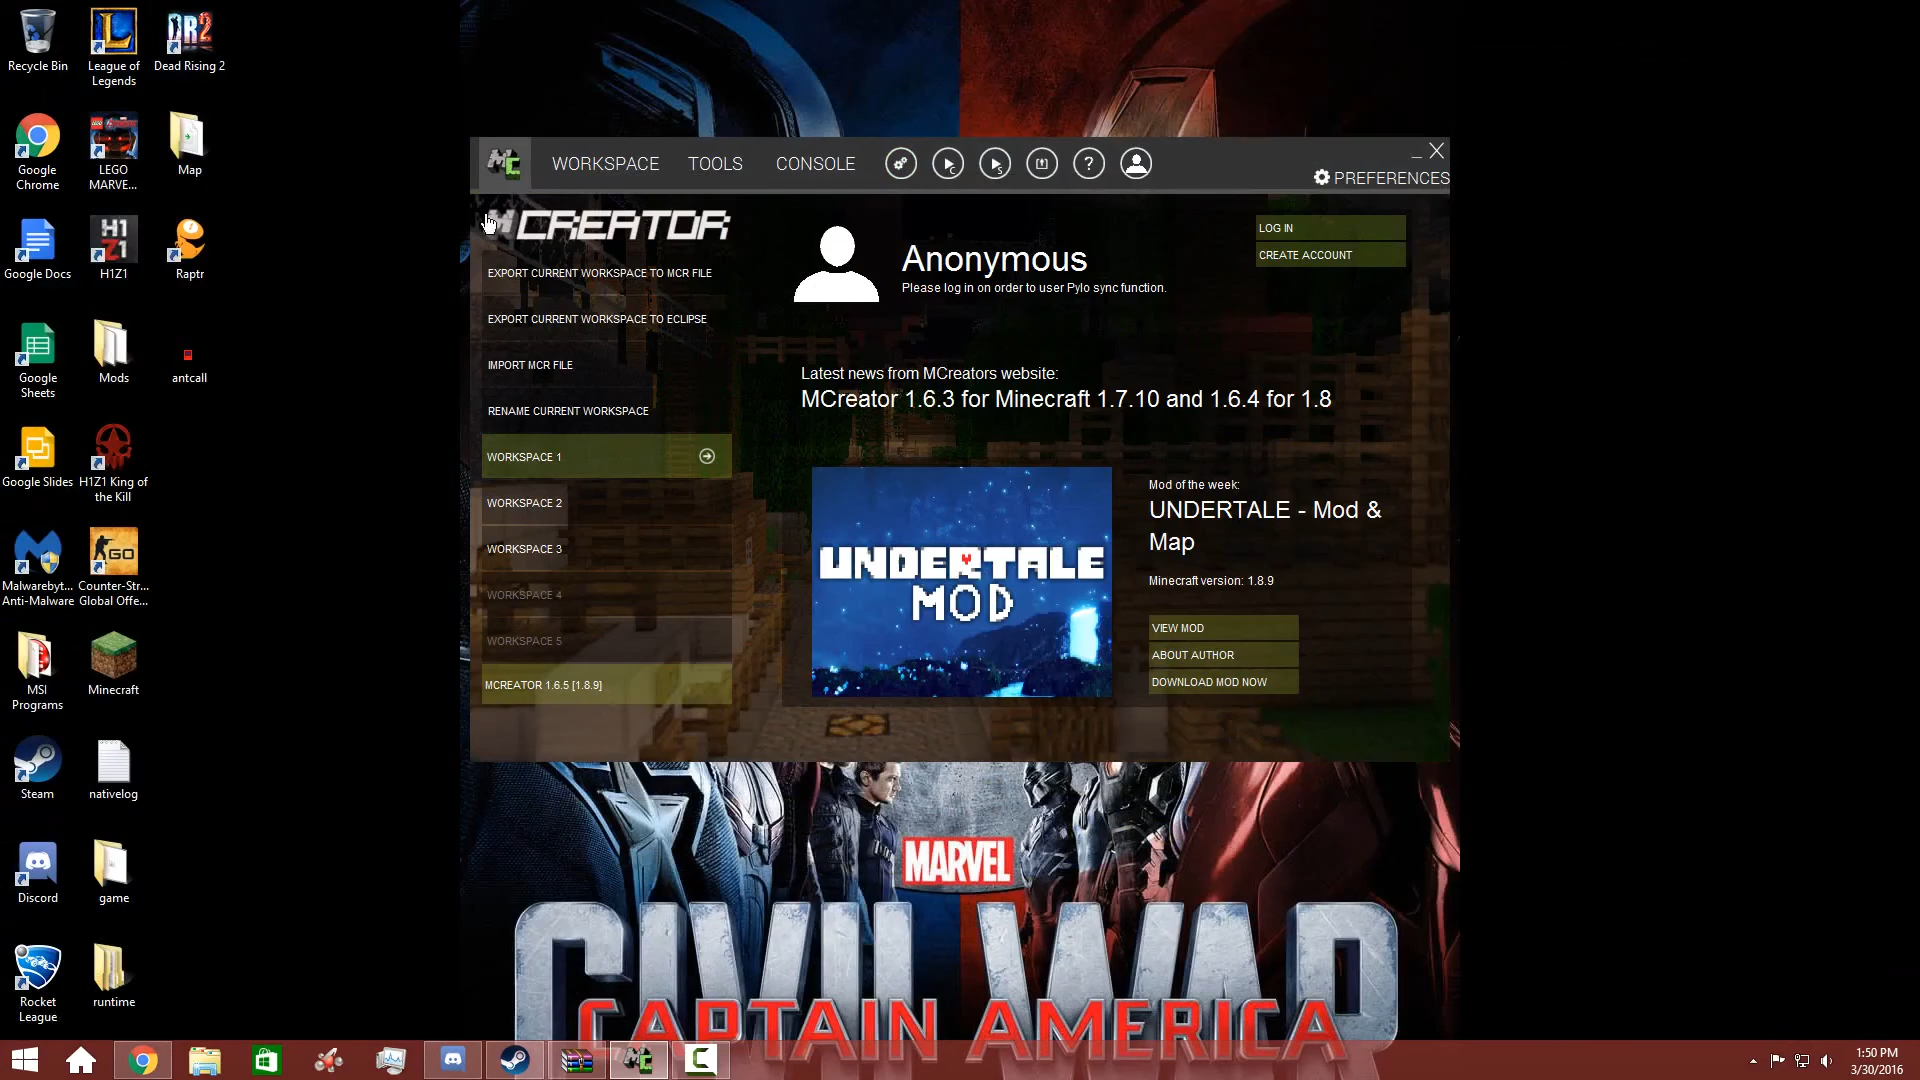 Recycle Bin
League of
Legends
Dead Rising 2
Google
Chrome
LEGO
MARVE...
Map
Google Docs
H1Z1
Raptr
Google
Sheets
Mods
antcall
Google Slides
H1Z1 King of
the Kill
Malwarebyt...
Anti-Malware
Counter-Str...
Global Offe...
MSI
Programs
Minecraft
Steam
nativelog
Discord
game
Rocket
League
runtime
WORKSPACE
TOOLS
CONSOLE
PREFERENCES
MCREATOR
EXPORT CURRENT WORKSPACE TO MCR FILE
EXPORT CURRENT WORKSPACE TO ECLIPSE
IMPORT MCR FILE
RENAME CURRENT WORKSPACE
WORKSPACE 1
WORKSPACE 2
WORKSPACE 3
WORKSPACE 4
WORKSPACE 5
MCREATOR 1.6.5 [1.8.9]
Anonymous
Please log in on order to user Pylo sync function.
LOG IN
CREATE ACCOUNT
Latest news from MCreators website:
MCreator 1.6.3 for Minecraft 1.7.10 and 1.6.4 for 1.8
UNDERTALE
MOD
Mod of the week:
UNDERTALE - Mod &
Map
Minecraft version: 1.8.9
VIEW MOD
ABOUT AUTHOR
DOWNLOAD MOD NOW
MARVEL
CIVIL WAR
CAPTAIN AMERICA
1:50 PM
3/30/2016